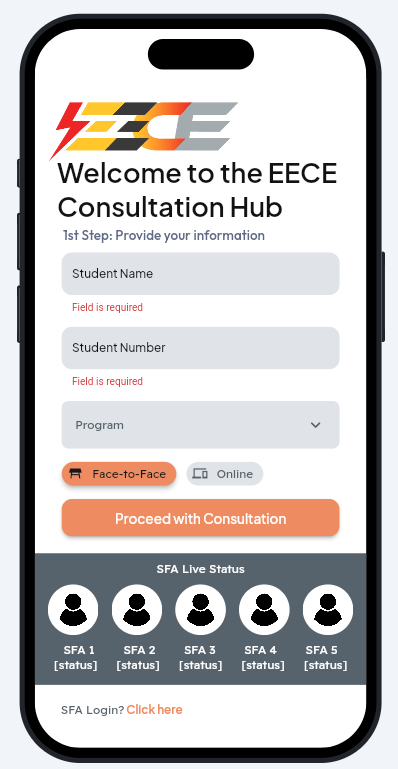 EECE
Welcome to the EECE
Consultation Hub
1st Step: Provide your information
Student Name
Field is required
Student Number
Field is required
Program
Face-to-Face Online
Proceed with Consultation
SFA Live Status
SFA 1 SFA 2 SFA 3 SFA 4 SFA 5
[status] [status] [status] [status] [status]
SFA Login? Click here